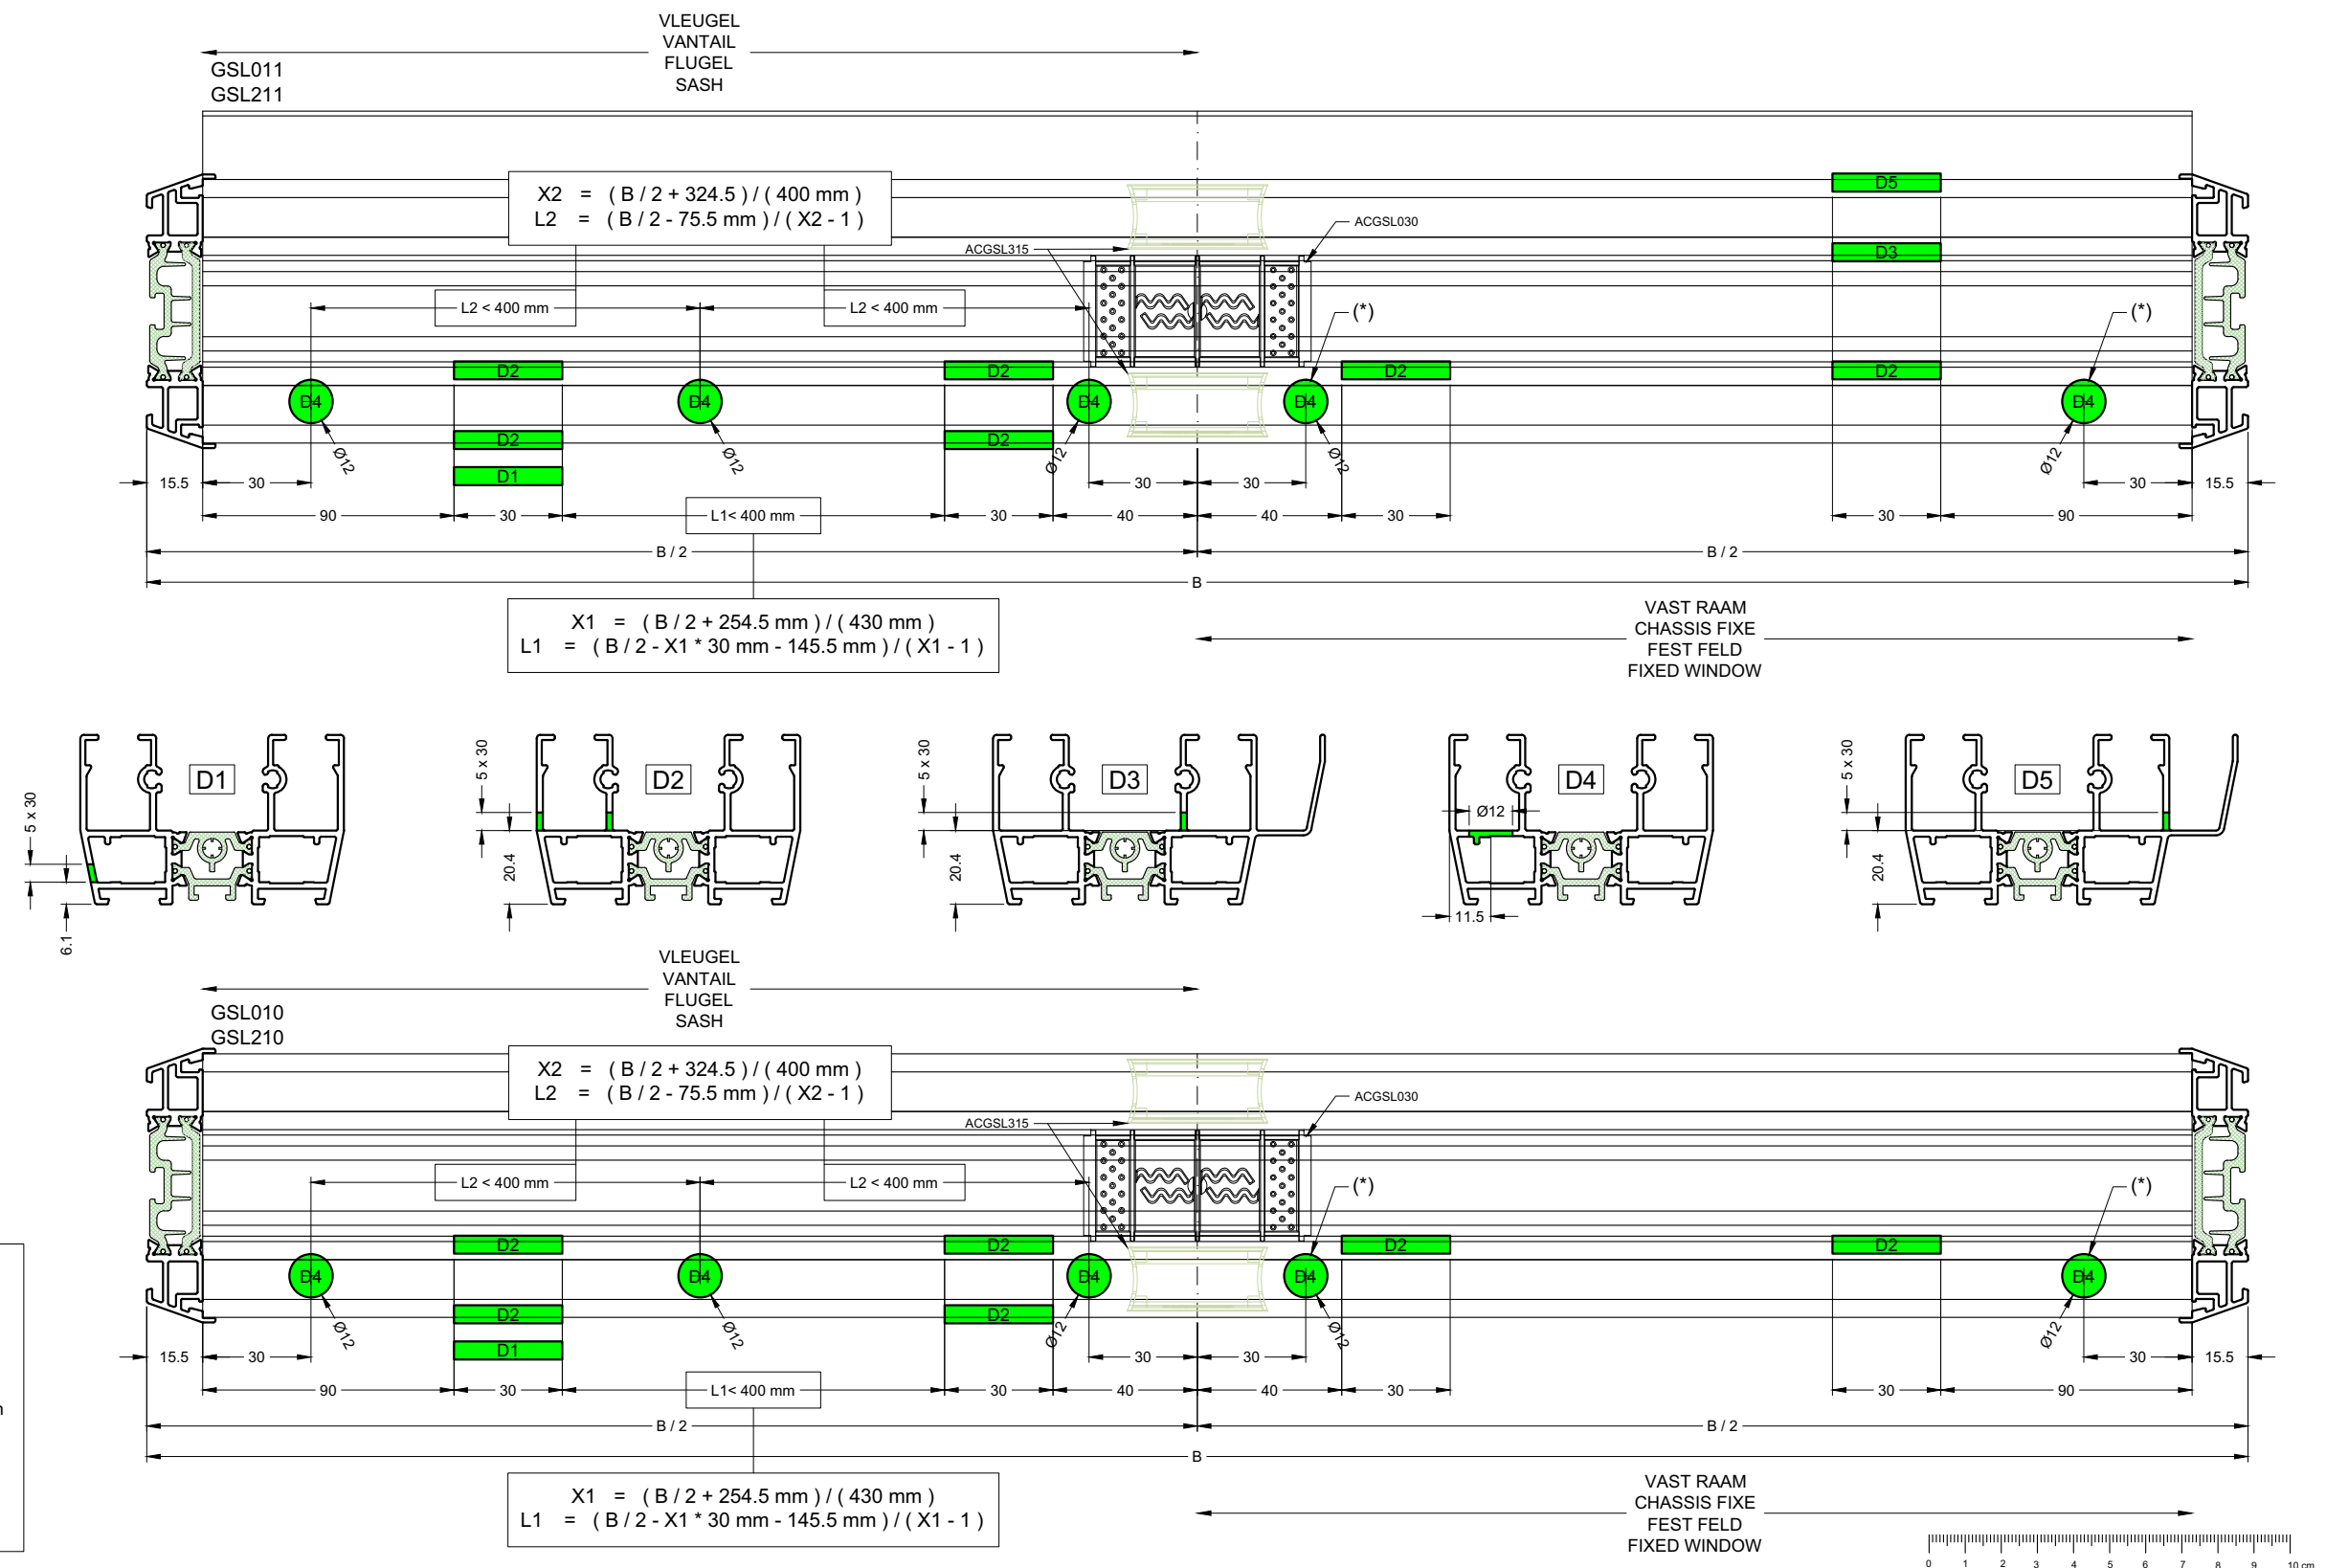 VLEUGEL
VANTAIL
FLUGEL
SASH
GSL011
GSL211
X2 = ( B / 2 + 324.5 ) / ( 400 mm )
L2 = ( B / 2 - 75.5 mm ) / ( X2 - 1 )
D5
ACGSL315
ACGSL030
D3
L2 < 400 mm
L2 < 400 mm
(*)
(*)
D2
D2
D2
D2
D4
D4
D4
D4
D4
D2
D2
Ø12
Ø12
Ø12
Ø12
Ø12
D1
15.5
30
30
30
30
15.5
90
30
L1< 400 mm
30
40
40
30
30
90
B / 2
B / 2
B
X1 = ( B / 2 + 254.5 mm ) / ( 430 mm )
L1 = ( B / 2 - X1 * 30 mm - 145.5 mm ) / ( X1 - 1 )
VAST RAAM
CHASSIS FIXE
FEST FELD
FIXED WINDOW
D1
5 x 30
6.1
D2
5 x 30
20.4
D3
5 x 30
20.4
D4
Ø12
11.5
D5
5 x 30
20.4
VLEUGEL
VANTAIL
FLUGEL
SASH
GSL010
GSL210
X2 = ( B / 2 + 324.5 ) / ( 400 mm )
L2 = ( B / 2 - 75.5 mm ) / ( X2 - 1 )
ACGSL315
ACGSL030
L2 < 400 mm
L2 < 400 mm
(*)
(*)
D2
D2
D2
D2
D4
D4
D4
D4
D4
D2
D2
Ø12
Ø12
Ø12
Ø12
Ø12
D1
15.5
30
30
30
30
15.5
90
30
L1< 400 mm
30
40
40
30
30
90
B / 2
B / 2
B
X1 = ( B / 2 + 254.5 mm ) / ( 430 mm )
L1 = ( B / 2 - X1 * 30 mm - 145.5 mm ) / ( X1 - 1 )
VAST RAAM
CHASSIS FIXE
FEST FELD
FIXED WINDOW
0 1 2 3 4 5 6 7 8 9 10 cm